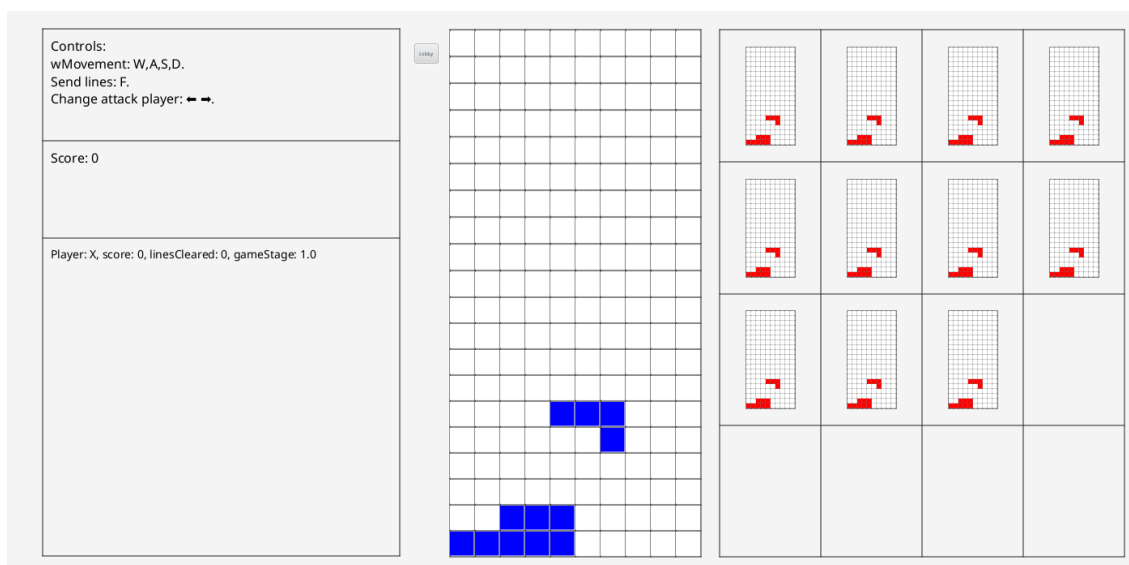 Controls:
wMovement: W,A,S,D.
Send lines: F.
Change attack player: ⬅ ➡.
Score: 0
Player: X, score: 0, linesCleared: 0, gameStage: 1.0